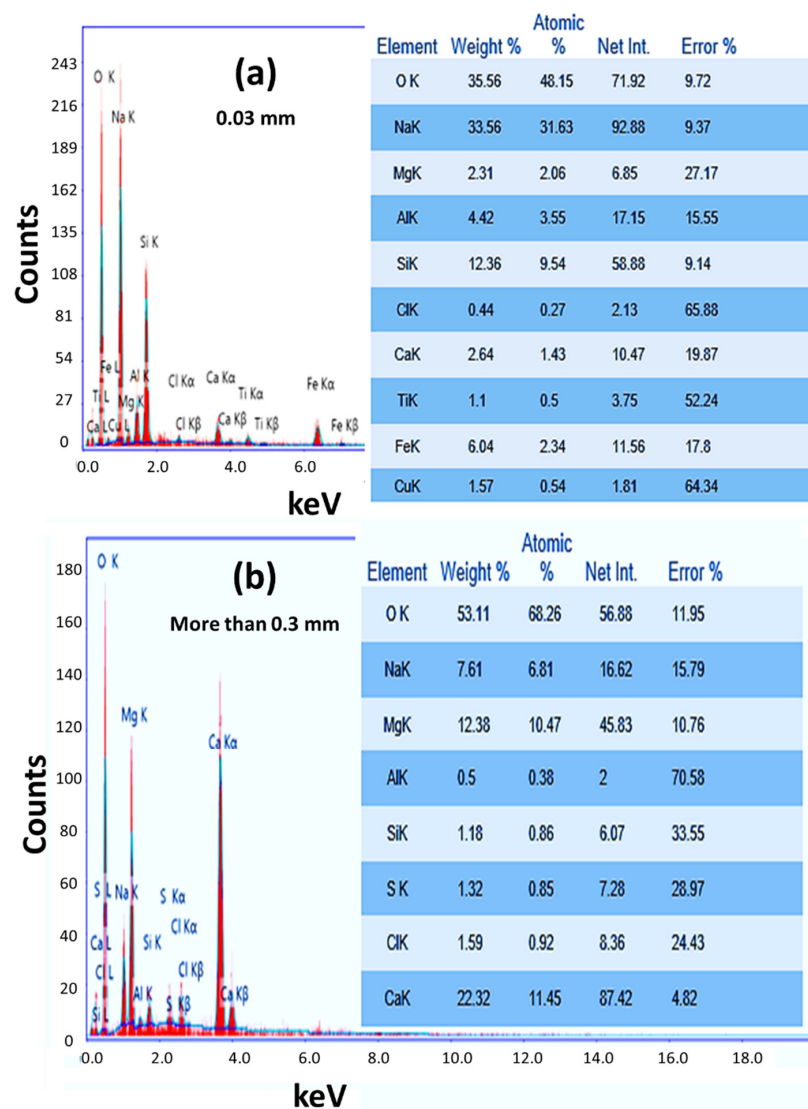 (a)
0.03 mm
243
216
189
162
135
108
81
54
27
0
Counts
O K
Na K
Si K
Fe L
Al K
Ti L
Mg K
Ca L
Cu L
Cl Kα
Cl Kβ
Ca Kα
Ca Kβ
Ti Kα
Ti Kβ
Fe Kα
Fe Kβ
0.0 2.0 4.0 6.0
keV
Element Weight % Atomic % Net Int. Error %
O K 35.56 48.15 71.92 9.72
NaK 33.56 31.63 92.88 9.37
MgK 2.31 2.06 6.85 27.17
AlK 4.42 3.55 17.15 15.55
SiK 12.36 9.54 58.88 9.14
ClK 0.44 0.27 2.13 65.88
CaK 2.64 1.43 10.47 19.87
TiK 1.1 0.5 3.75 52.24
FeK 6.04 2.34 11.56 17.8
CuK 1.57 0.54 1.81 64.34
(b)
More than 0.3 mm
180
160
140
120
100
80
60
40
20
0
Counts
O K
Mg K
Ca Kα
S L
Na K
S Kα
Cl Kα
Ca L
Si K
Cl L
Cl Kβ
Al K
Ca Kβ
S Kβ
Si L
0.0 2.0 4.0 6.0 8.0 10.0 12.0 14.0 16.0 18.0
keV
Element Weight % Atomic % Net Int. Error %
O K 53.11 68.26 56.88 11.95
NaK 7.61 6.81 16.62 15.79
MgK 12.38 10.47 45.83 10.76
AlK 0.5 0.38 2 70.58
SiK 1.18 0.86 6.07 33.55
S K 1.32 0.85 7.28 28.97
ClK 1.59 0.92 8.36 24.43
CaK 22.32 11.45 87.42 4.82